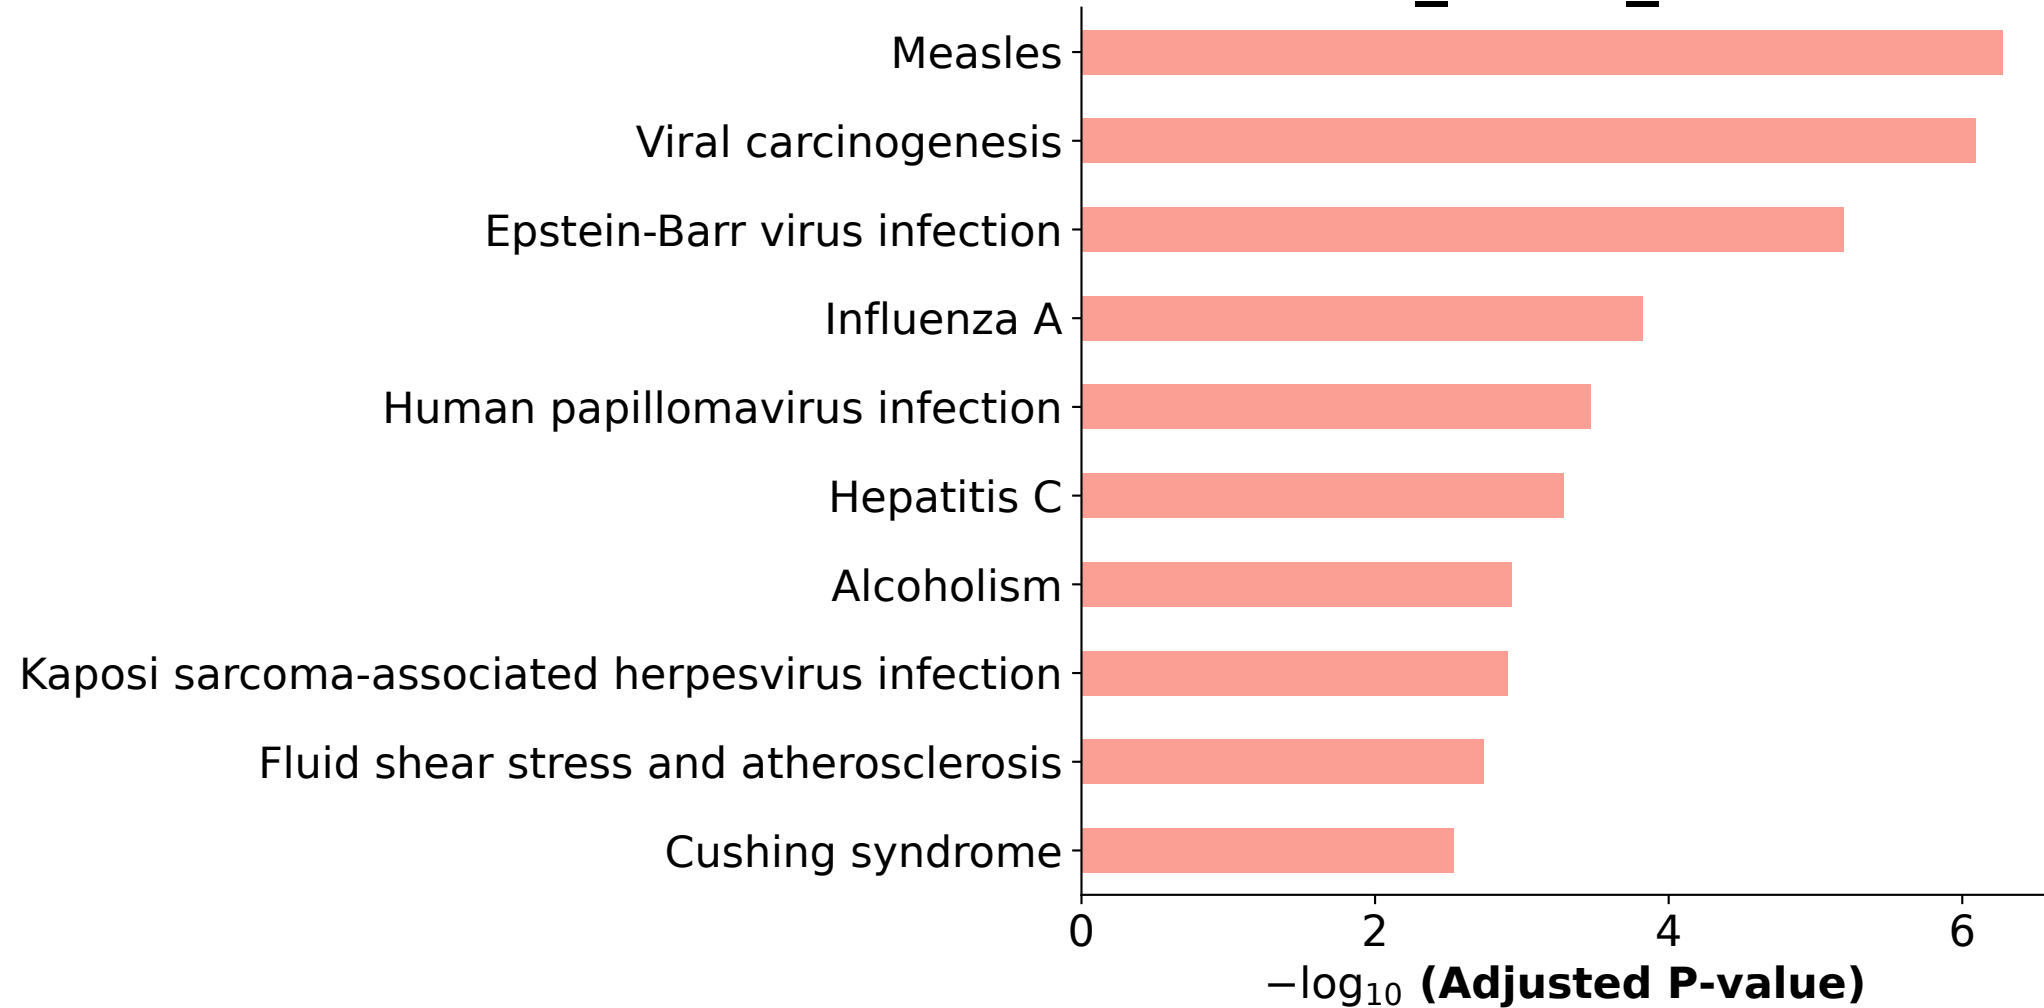 Measles
Viral carcinogenesis
Epstein-Barr virus infection
Influenza A
Human papillomavirus infection
Hepatitis C
Alcoholism
Kaposi sarcoma-associated herpesvirus infection
Fluid shear stress and atherosclerosis
Cushing syndrome
0 2 4 6
−log₁₀ (Adjusted P-value)